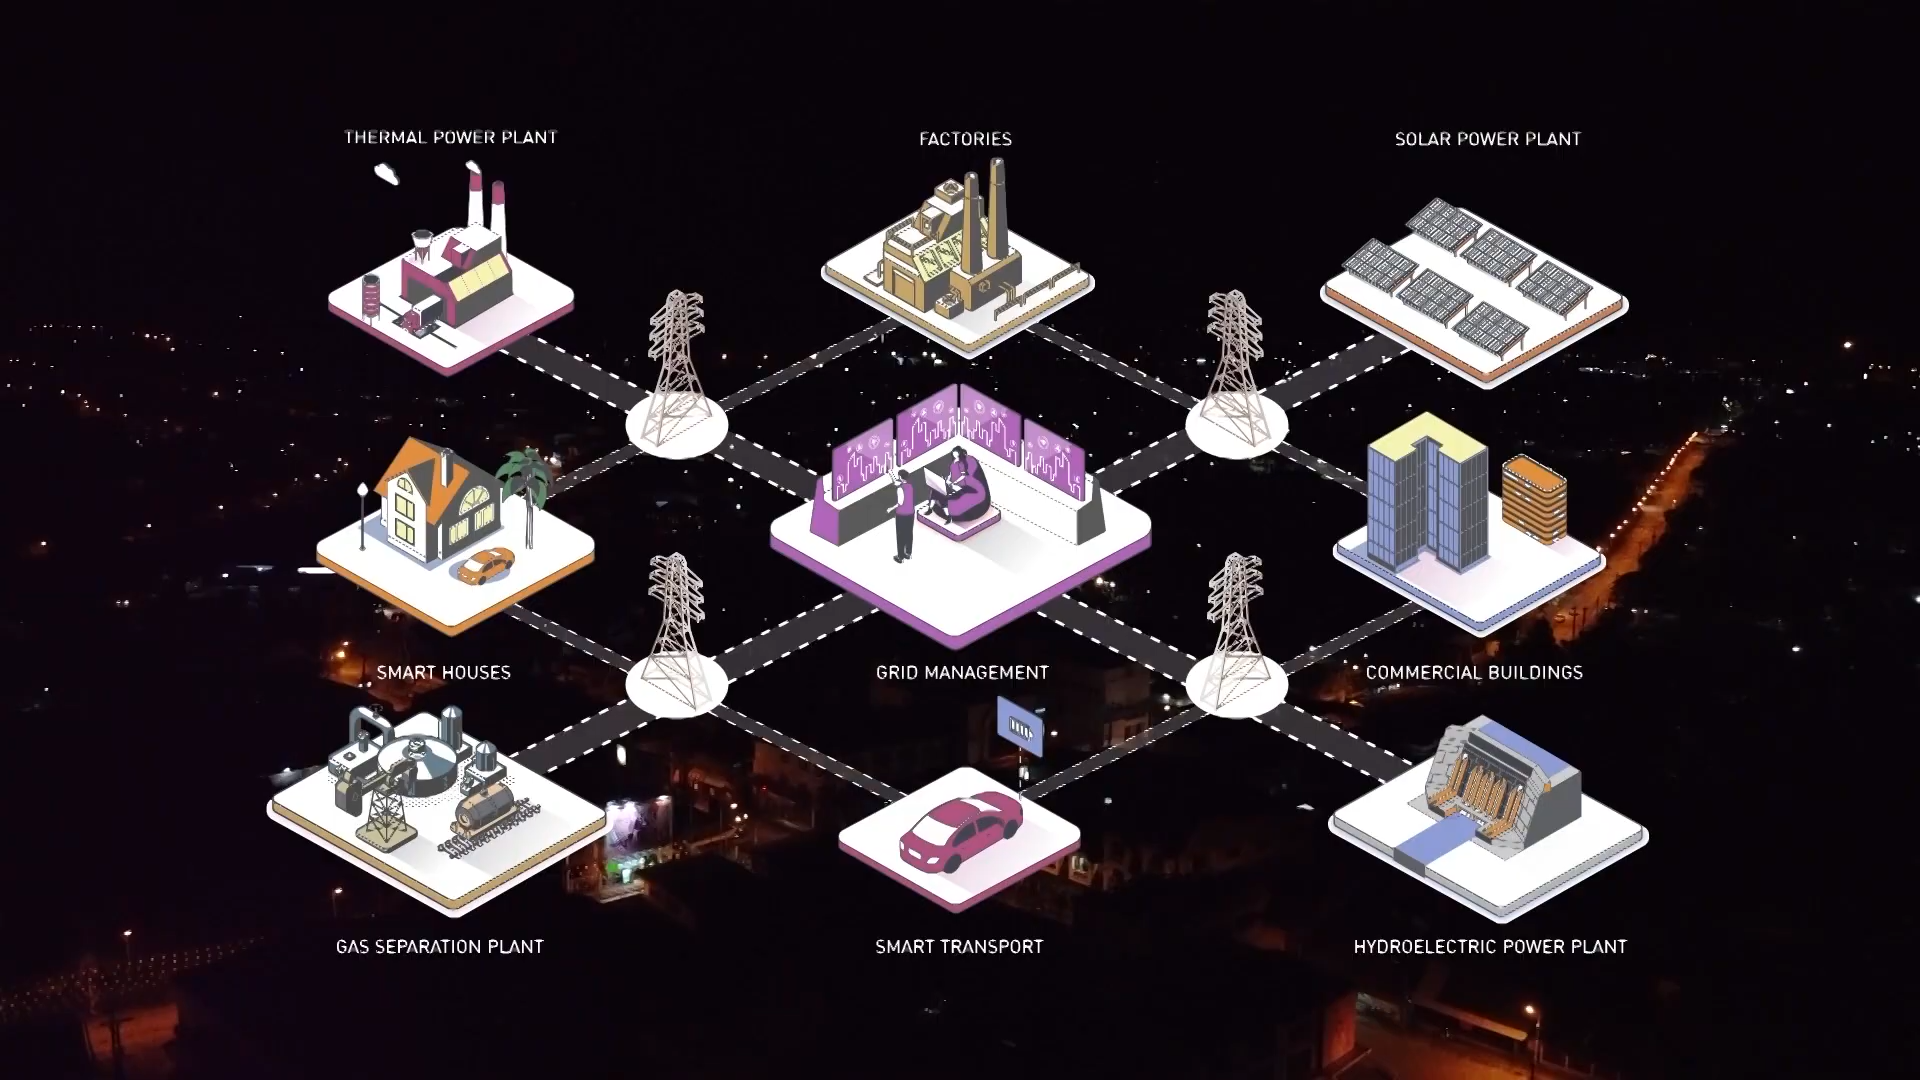 THERMAL POWER PLANT
FACTORIES
SOLAR POWER PLANT
SMART HOUSES
GRID MANAGEMENT
COMMERCIAL BUILDINGS
GAS SEPARATION PLANT
SMART TRANSPORT
HYDROELECTRIC POWER PLANT